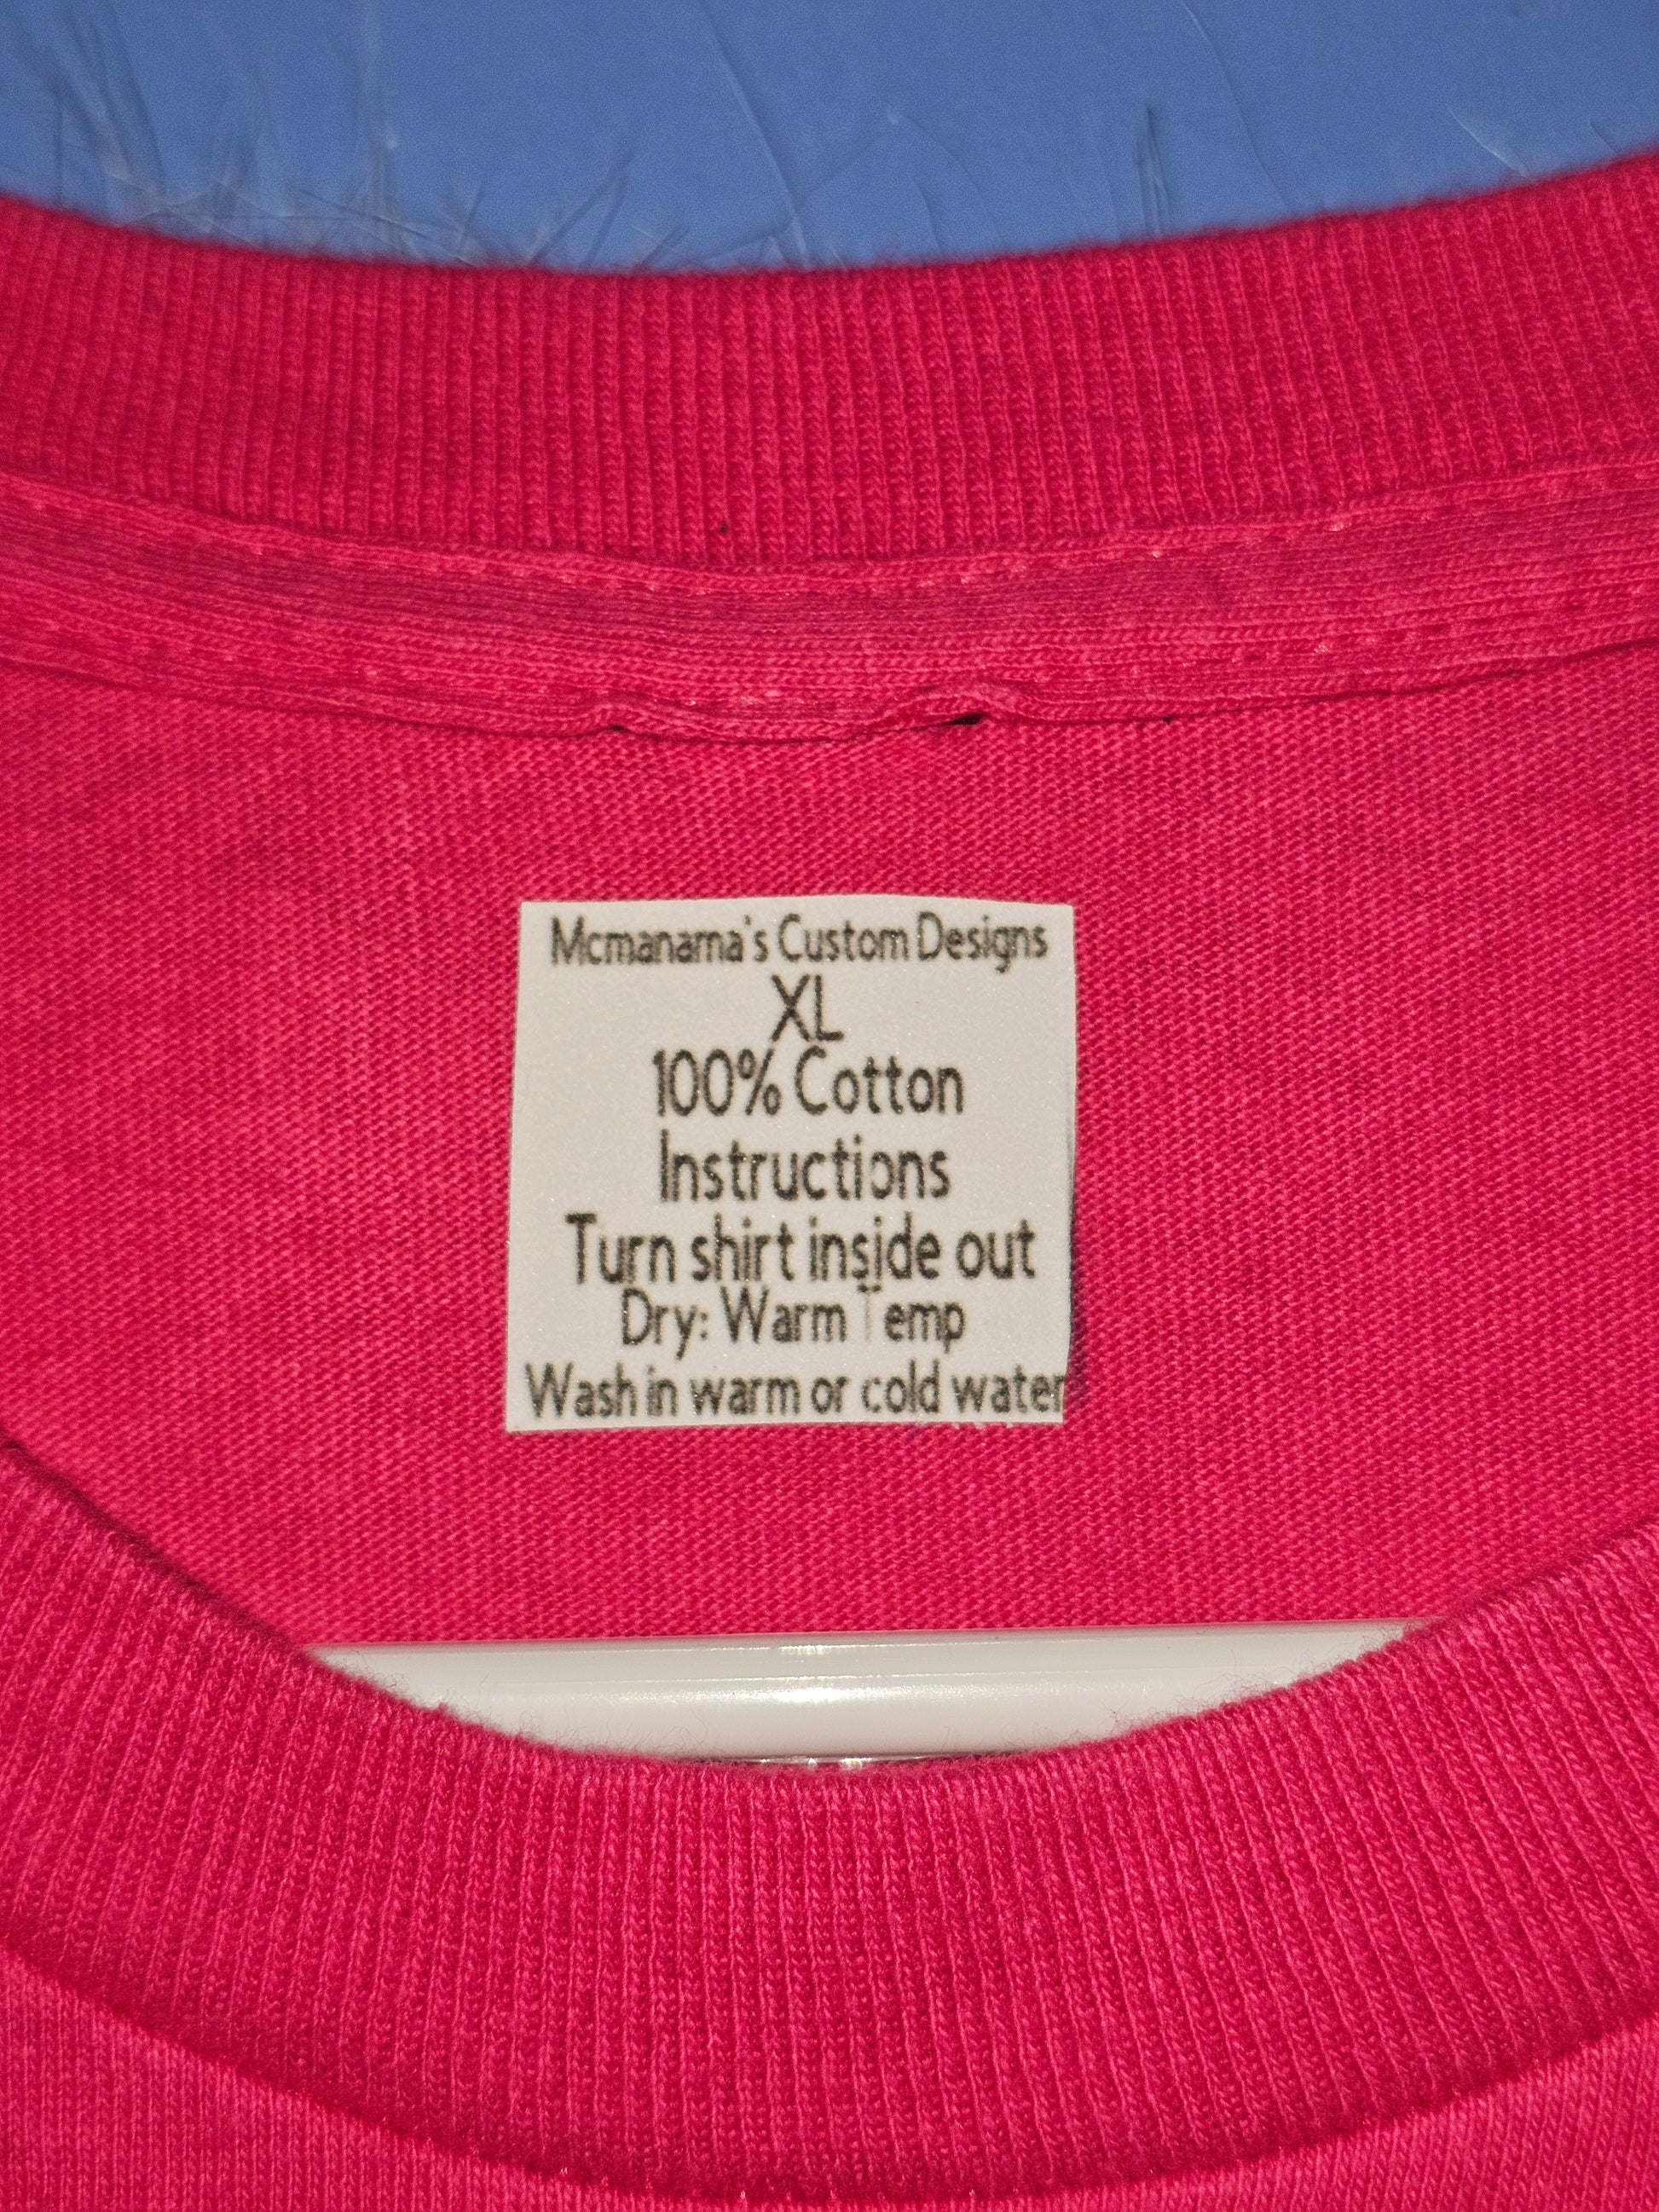 Mcmanama's Custom Designs
XL
100% Cotton
Instructions
Turn shirt inside out
Dry: Warm Temp
Wash in warm or cold water